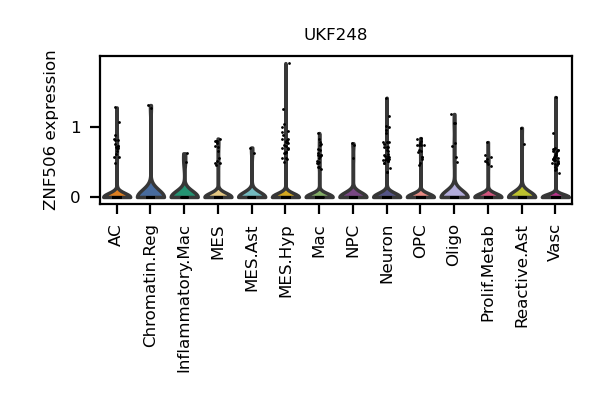 UKF248
ZNF506 expression
1
0
AC
Chromatin.Reg
Inflammatory.Mac
MES
MES.Ast
MES.Hyp
Mac
NPC
Neuron
OPC
Oligo
Prolif.Metab
Reactive.Ast
Vasc